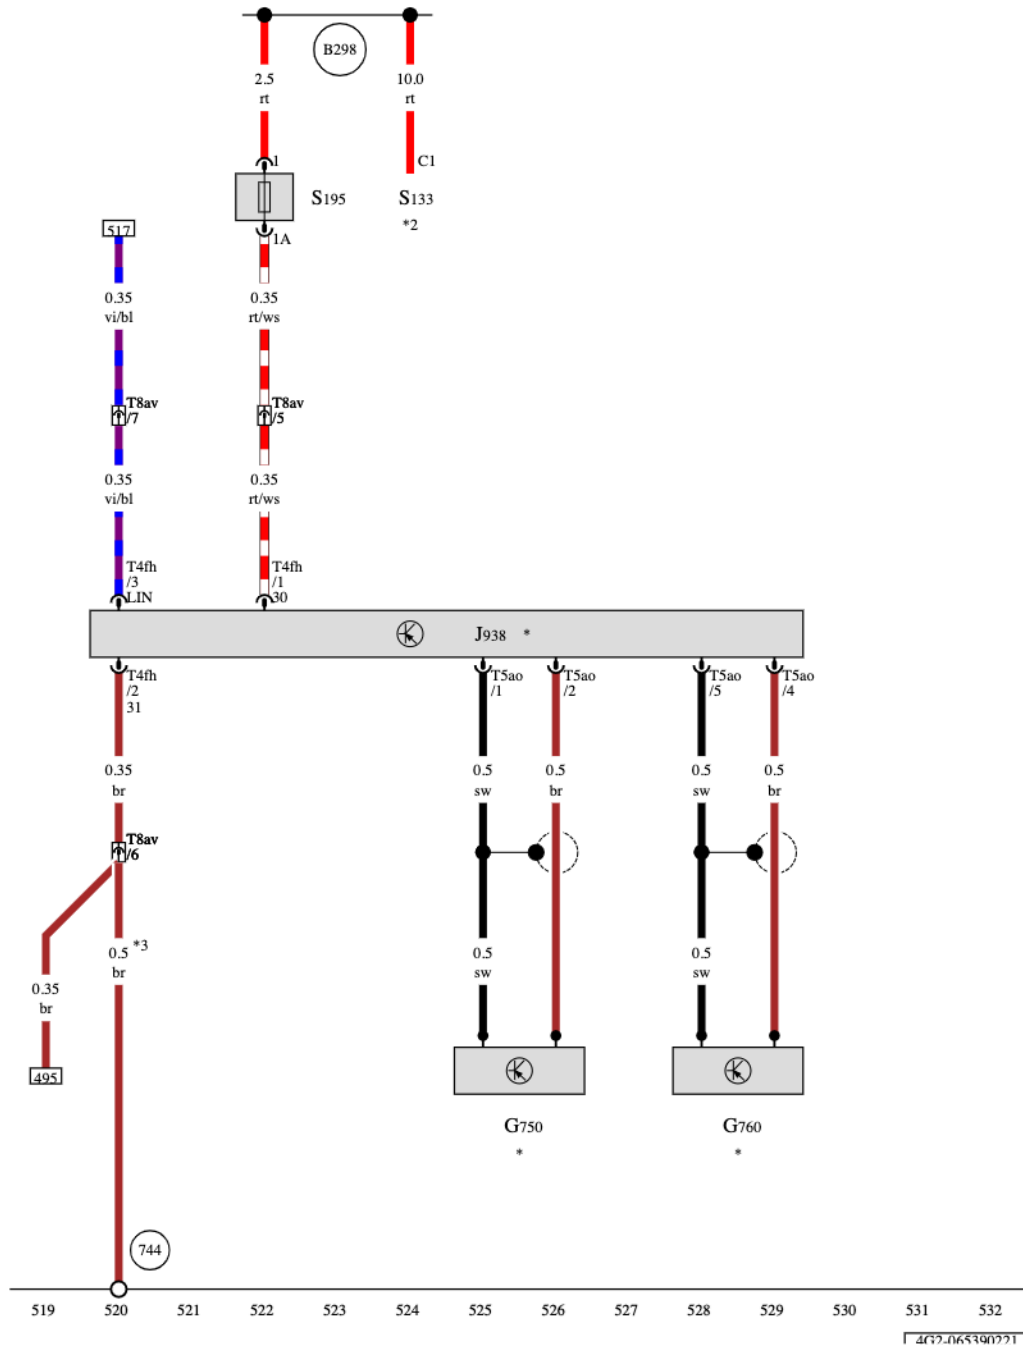 B298
2.5 10.0
rt rt
1 C1
S195 S133
*2
517
1A
0.35 0.35
vi/bl rt/ws
T8av T8av
/7 /5
0.35 0.35
vi/bl rt/ws
T4fh T4fh
/3 /1
LIN 30
J938 *
T4fh T5ao T5ao T5ao T5ao
/2 /1 /2 /5 /4
31
0.35 0.5 0.5 0.5 0.5
br sw br sw br
T8av
/6
*3
0.5 0.5 0.5
br sw sw
0.35
br
495
G750 G760
* *
744
519 520 521 522 523 524 525 526 527 528 529 530 531 532
4G2-065390221